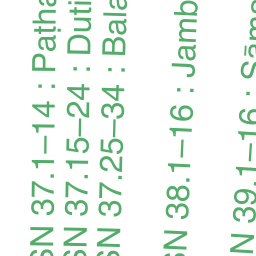 SN 37.1–14 : Paṭha
SN 37.15–24 : Duti
SN 37.25–34 : Bala
SN 38.1–16 : Jamb
N 39.1–16 : Sāma